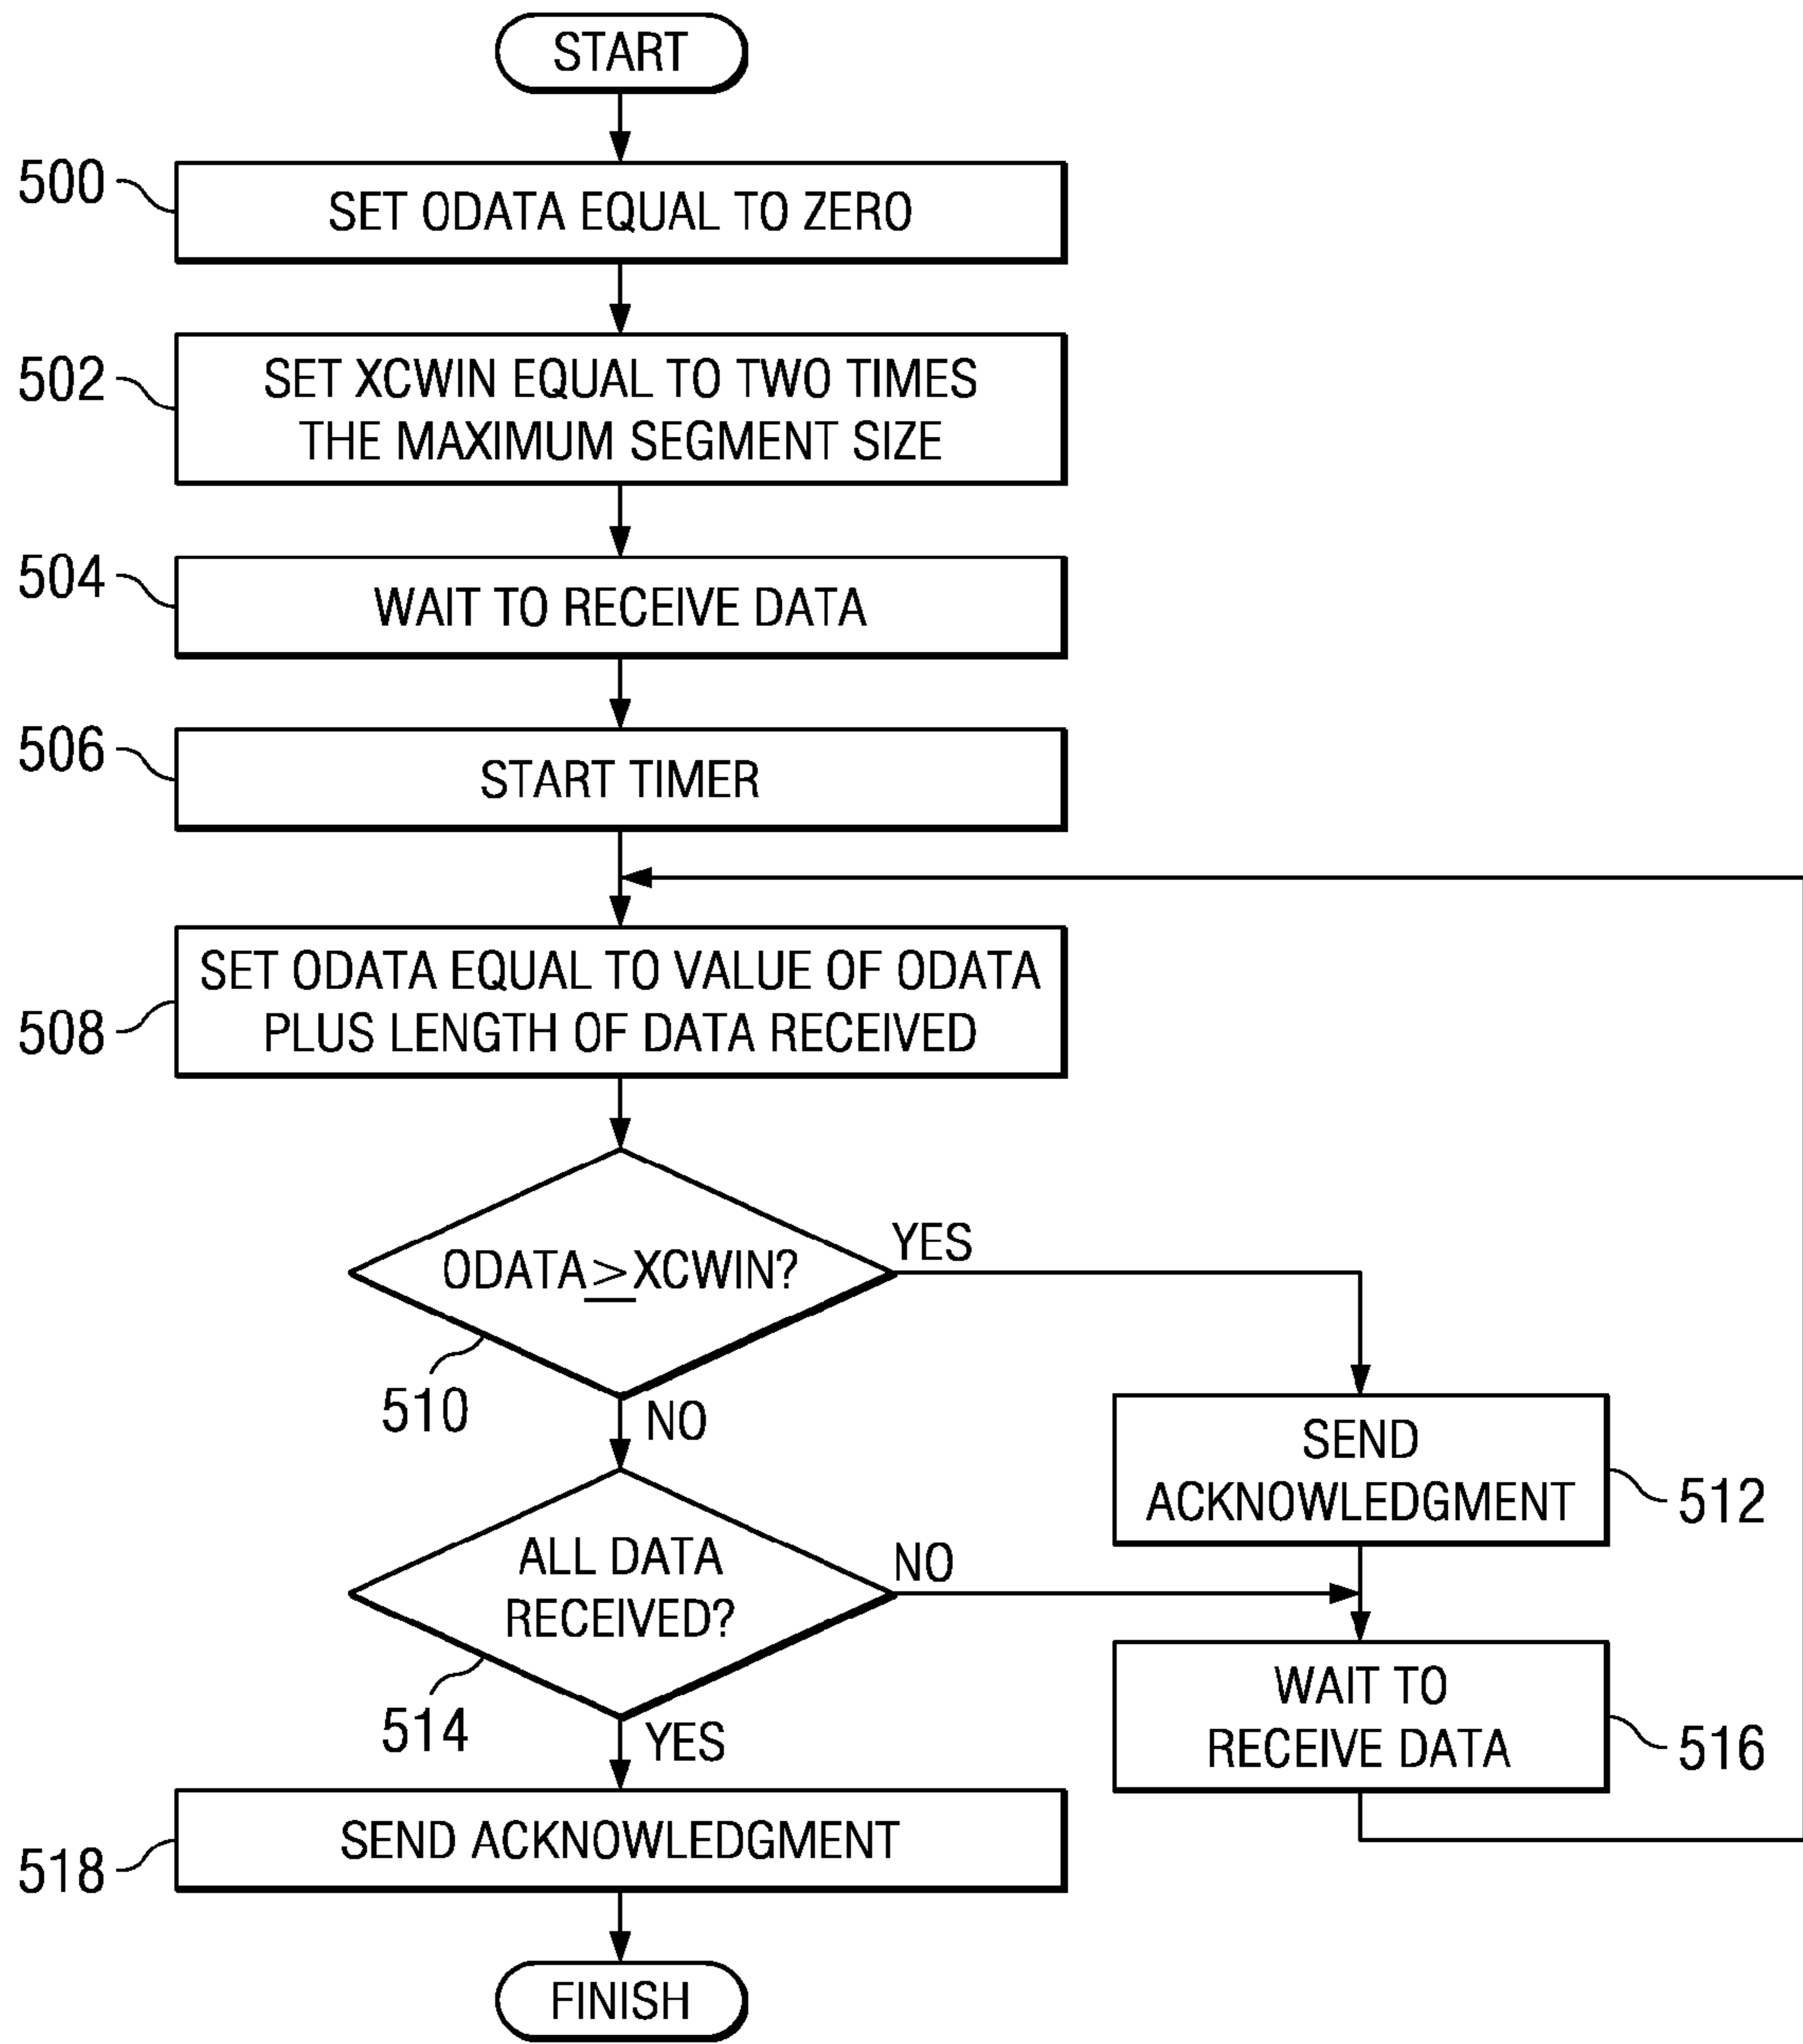 START
500
SET ODATA EQUAL TO ZERO
502
SET XCWIN EQUAL TO TWO TIMES
THE MAXIMUM SEGMENT SIZE
504
WAIT TO RECEIVE DATA
506
START TIMER
508
SET ODATA EQUAL TO VALUE OF ODATA
PLUS LENGTH OF DATA RECEIVED
ODATA≥XCWIN?
YES
510
NO
SEND
ACKNOWLEDGMENT
512
ALL DATA
RECEIVED?
NO
514
YES
WAIT TO
RECEIVE DATA
516
518
SEND ACKNOWLEDGMENT
FINISH